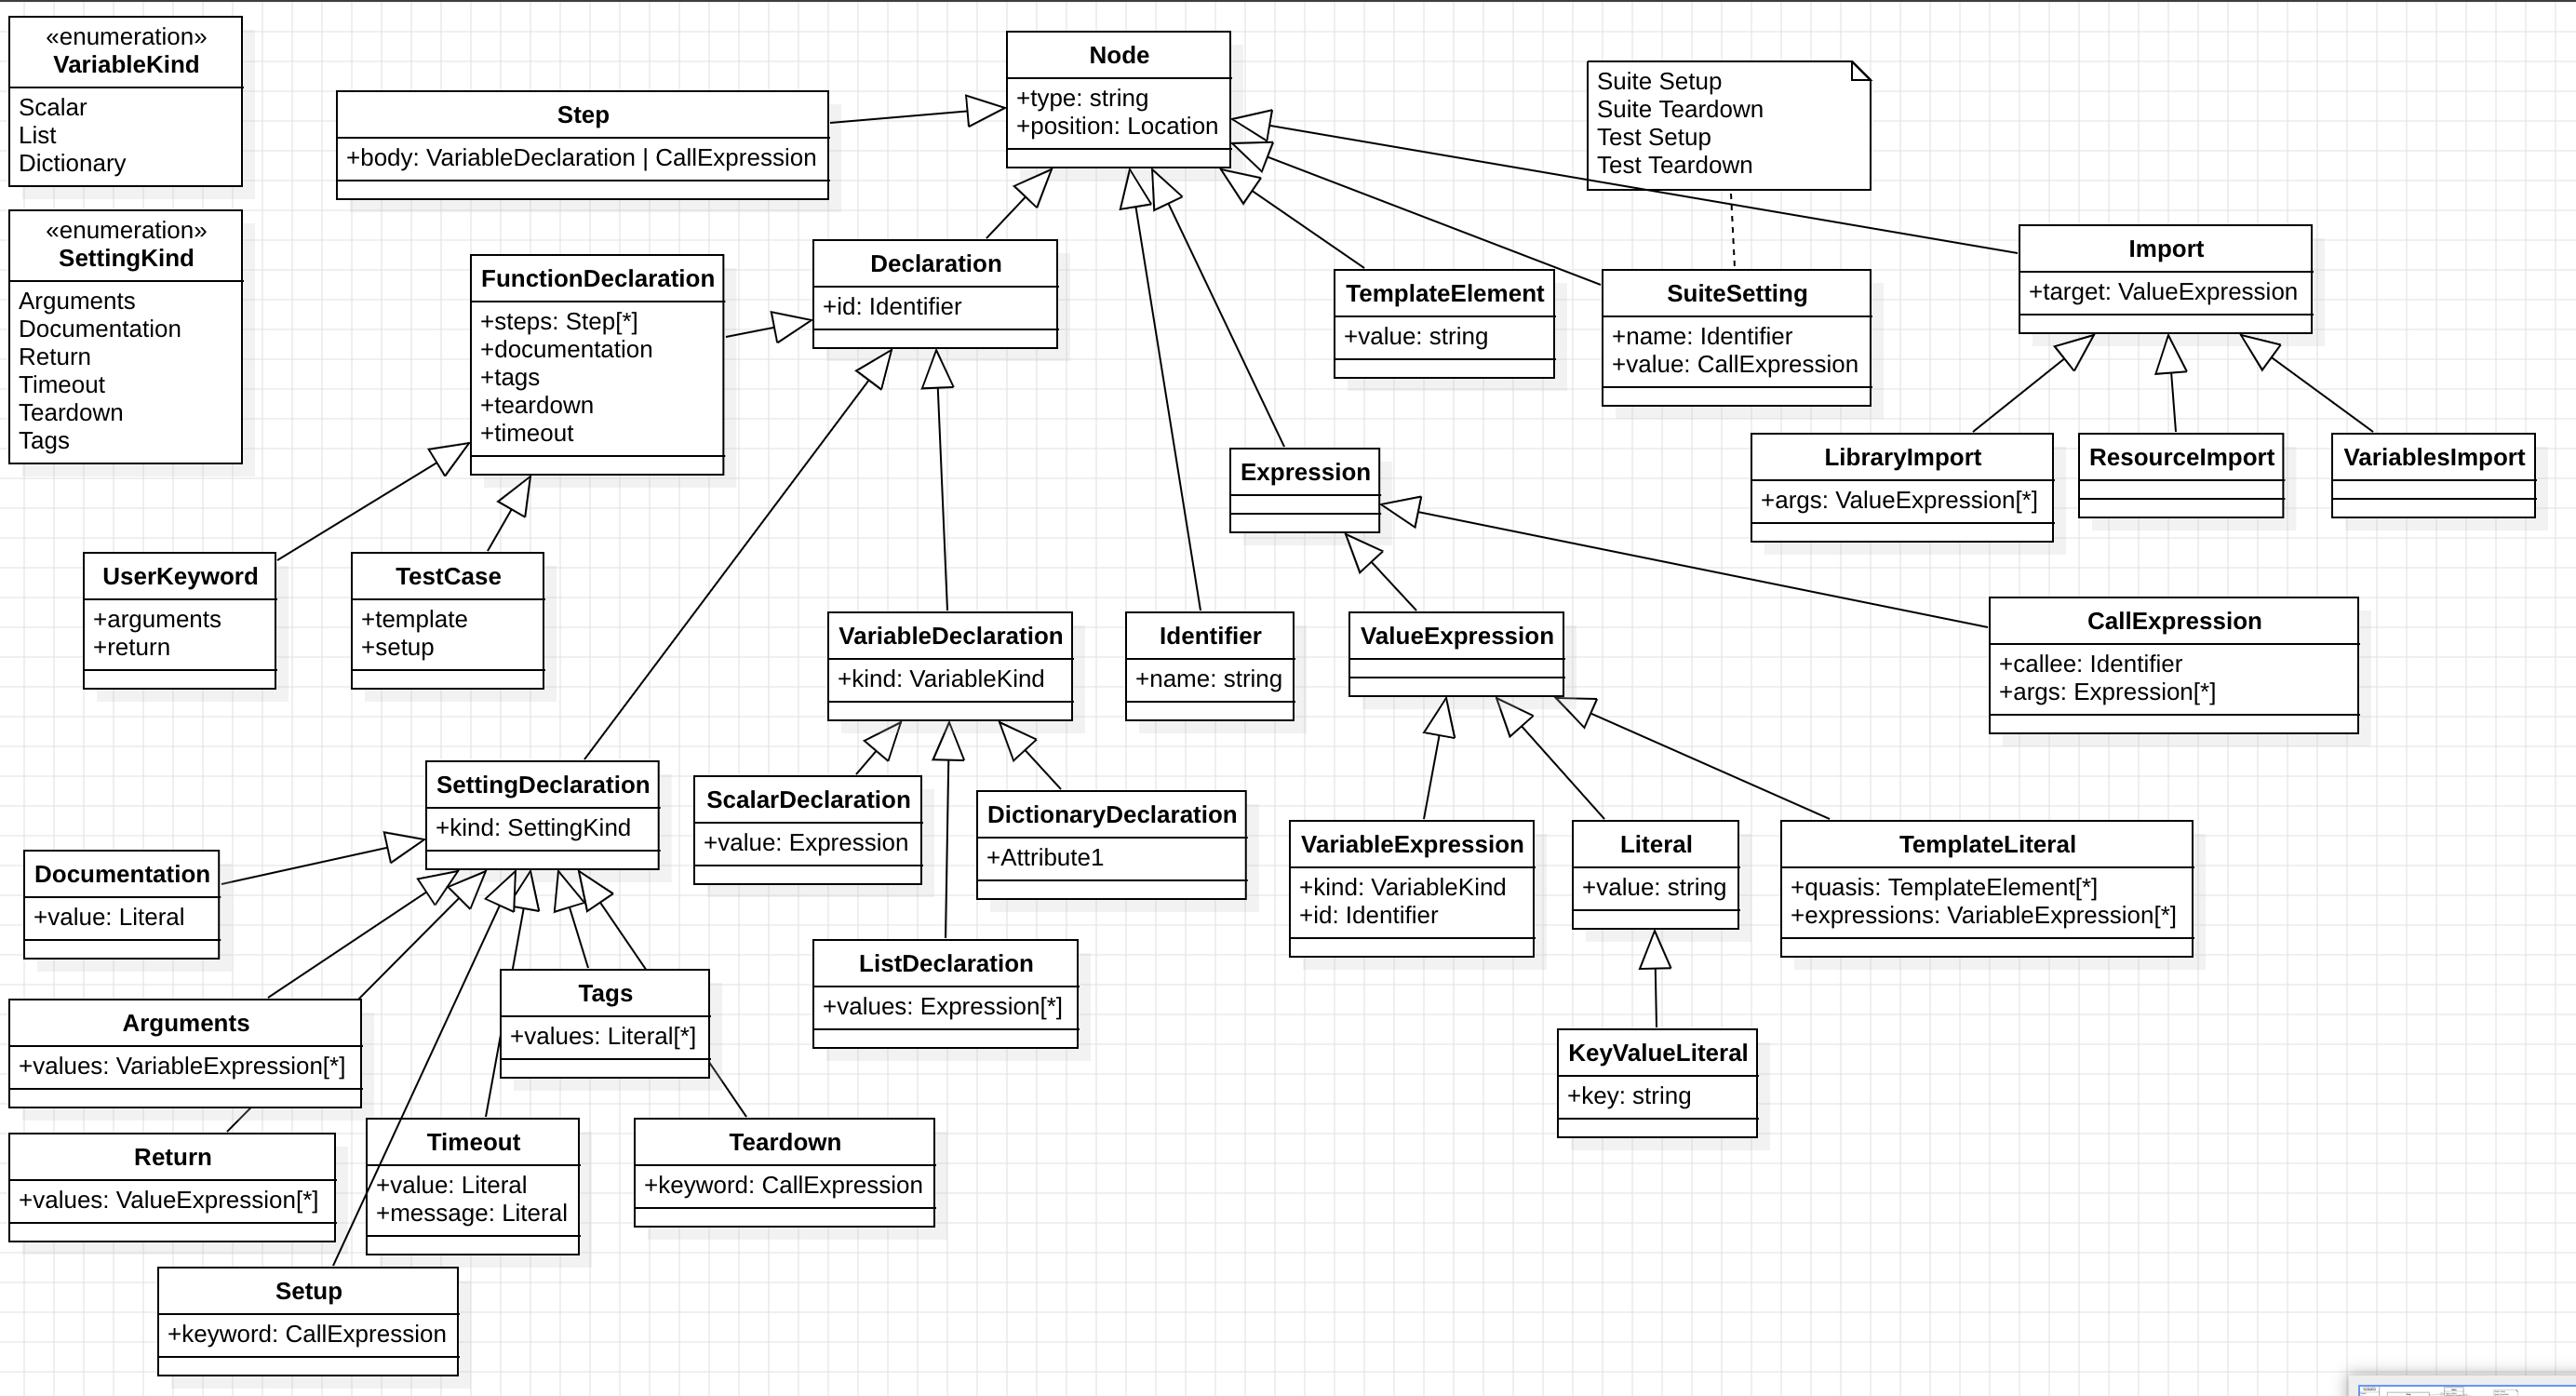 «enumeration»
VariableKind
Scalar
List
Dictionary
«enumeration»
SettingKind
Arguments
Documentation
Return
Timeout
Teardown
Tags
Step
+body: VariableDeclaration | CallExpression
Node
+type: string
+position: Location
Suite Setup
Suite Teardown
Test Setup
Test Teardown
FunctionDeclaration
+steps: Step[*]
+documentation
+tags
+teardown
+timeout
Declaration
+id: Identifier
TemplateElement
+value: string
SuiteSetting
+name: Identifier
+value: CallExpression
Import
+target: ValueExpression
LibraryImport
+args: ValueExpression[*]
ResourceImport
VariablesImport
Expression
UserKeyword
+arguments
+return
TestCase
+template
+setup
VariableDeclaration
+kind: VariableKind
Identifier
+name: string
ValueExpression
CallExpression
+callee: Identifier
+args: Expression[*]
SettingDeclaration
+kind: SettingKind
ScalarDeclaration
+value: Expression
DictionaryDeclaration
+Attribute1
VariableExpression
+kind: VariableKind
+id: Identifier
Literal
+value: string
TemplateLiteral
+quasis: TemplateElement[*]
+expressions: VariableExpression[*]
Documentation
+value: Literal
ListDeclaration
+values: Expression[*]
Tags
+values: Literal[*]
Arguments
+values: VariableExpression[*]
KeyValueLiteral
+key: string
Return
+values: ValueExpression[*]
Timeout
+value: Literal
+message: Literal
Teardown
+keyword: CallExpression
Setup
+keyword: CallExpression